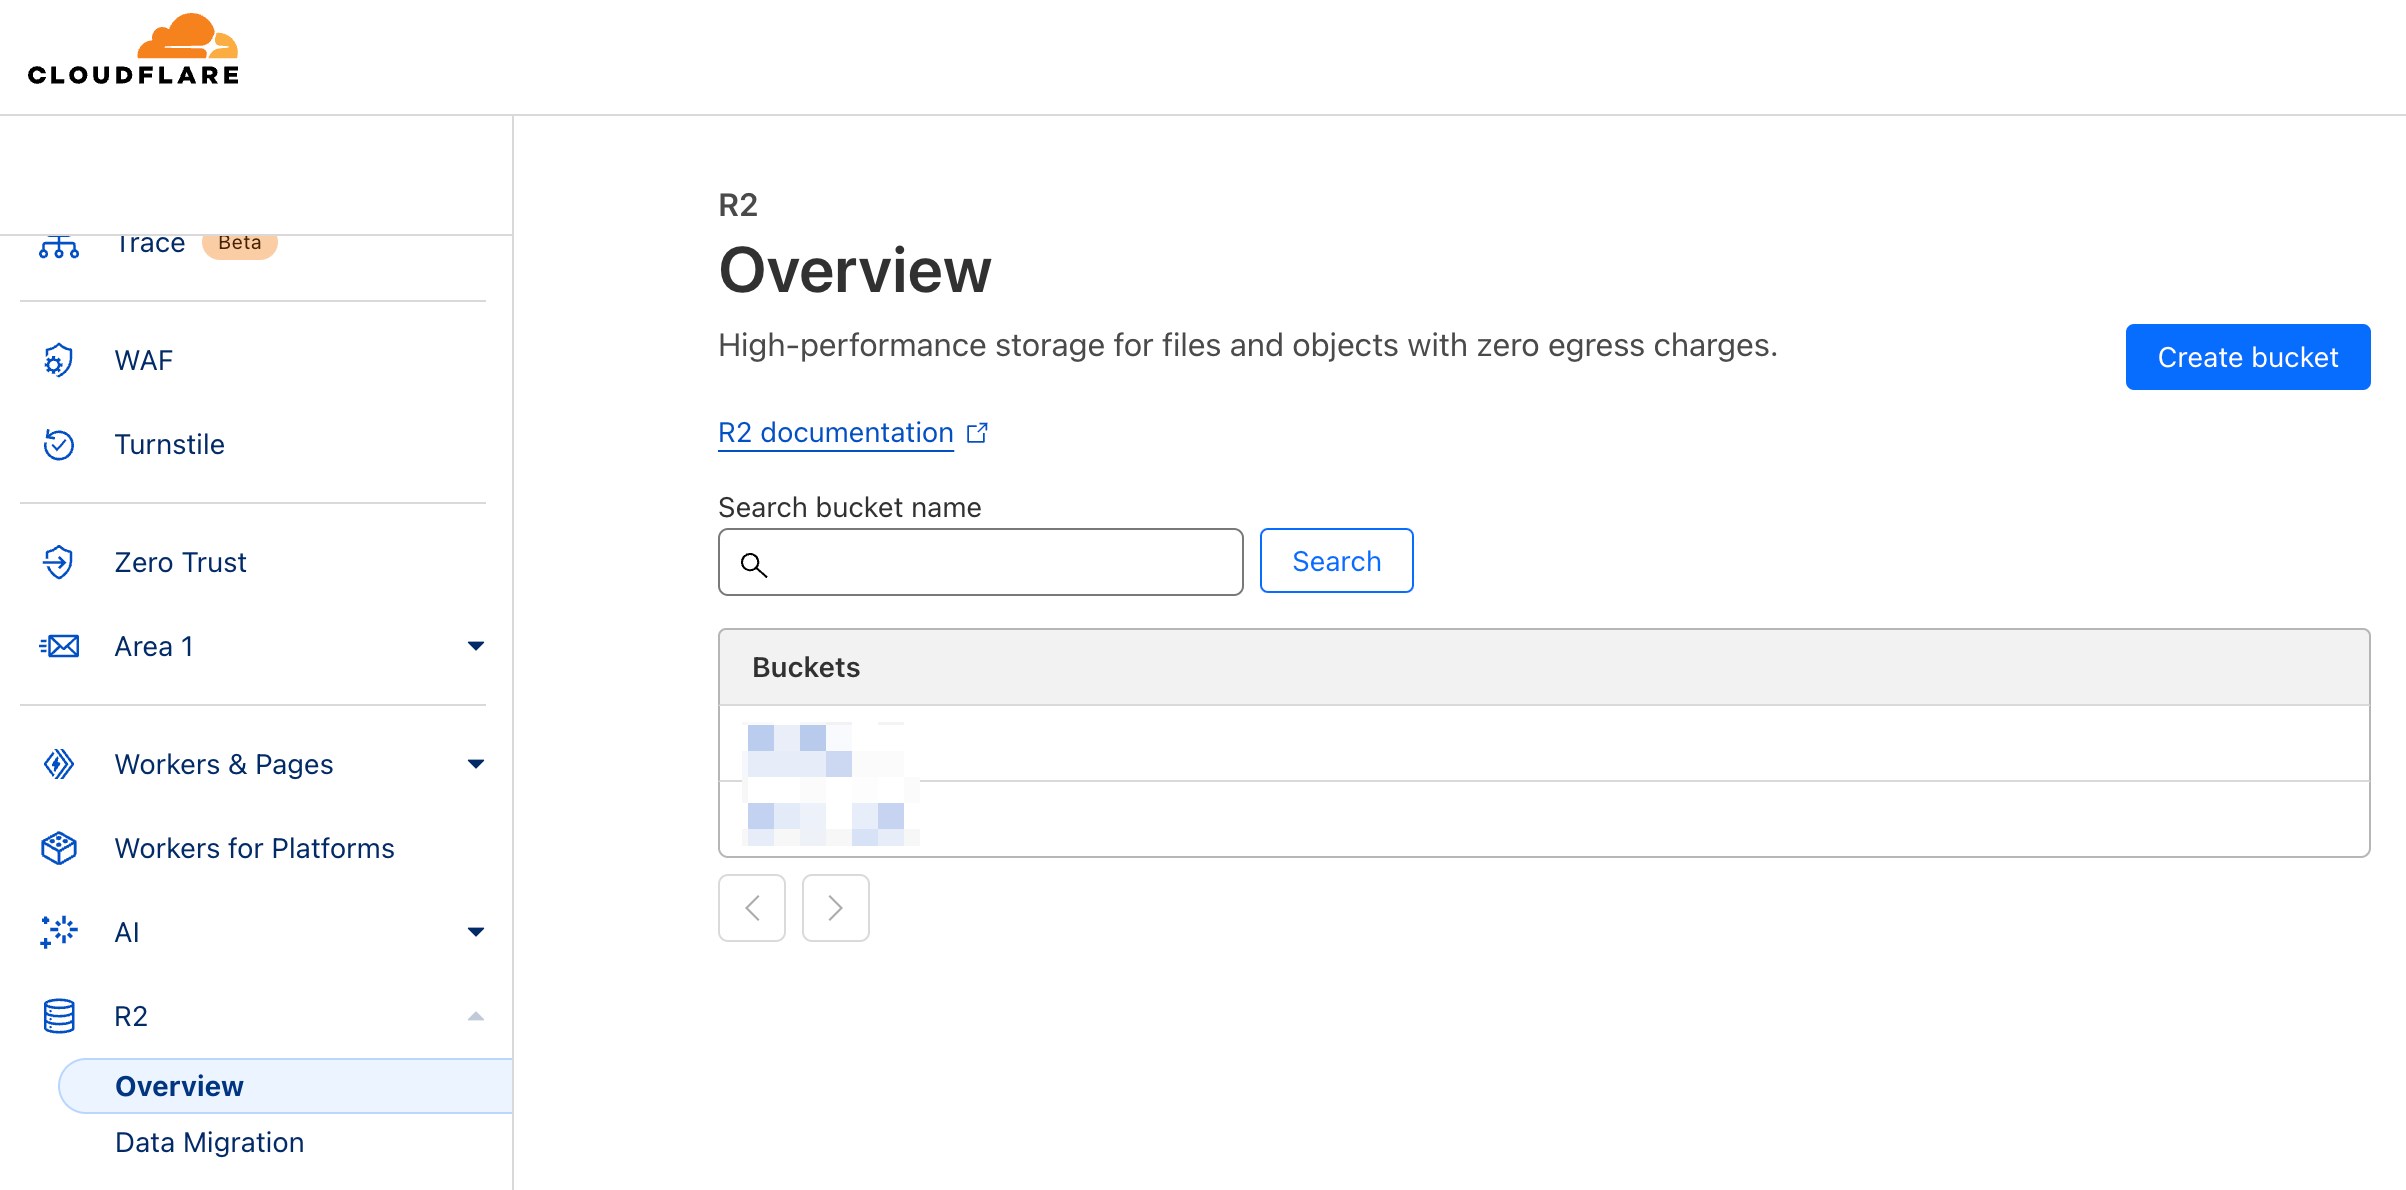 CLOUDFLARE
Trace Beta
WAF
Turnstile
Zero Trust
Area 1
Workers & Pages
Workers for Platforms
AI
R2
Overview
Data Migration
R2
Overview
High-performance storage for files and objects with zero egress charges.
Create bucket
R2 documentation
Search bucket name
Search
Buckets